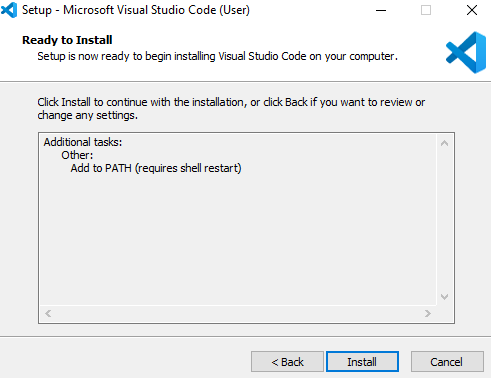 Setup - Microsoft Visual Studio Code (User)
Ready to Install
Setup is now ready to begin installing Visual Studio Code on your computer.
Click Install to continue with the installation, or click Back if you want to review or
change any settings.
Additional tasks:
Other:
Add to PATH (requires shell restart)
< Back
Install
Cancel